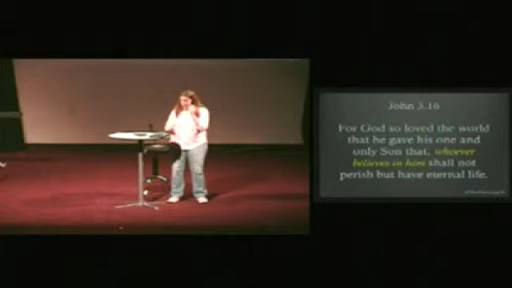 John 3.16
For God so loved the world
that he gave his one and
only Son that, whoever
believes in him shall not
perish but have eternal life.